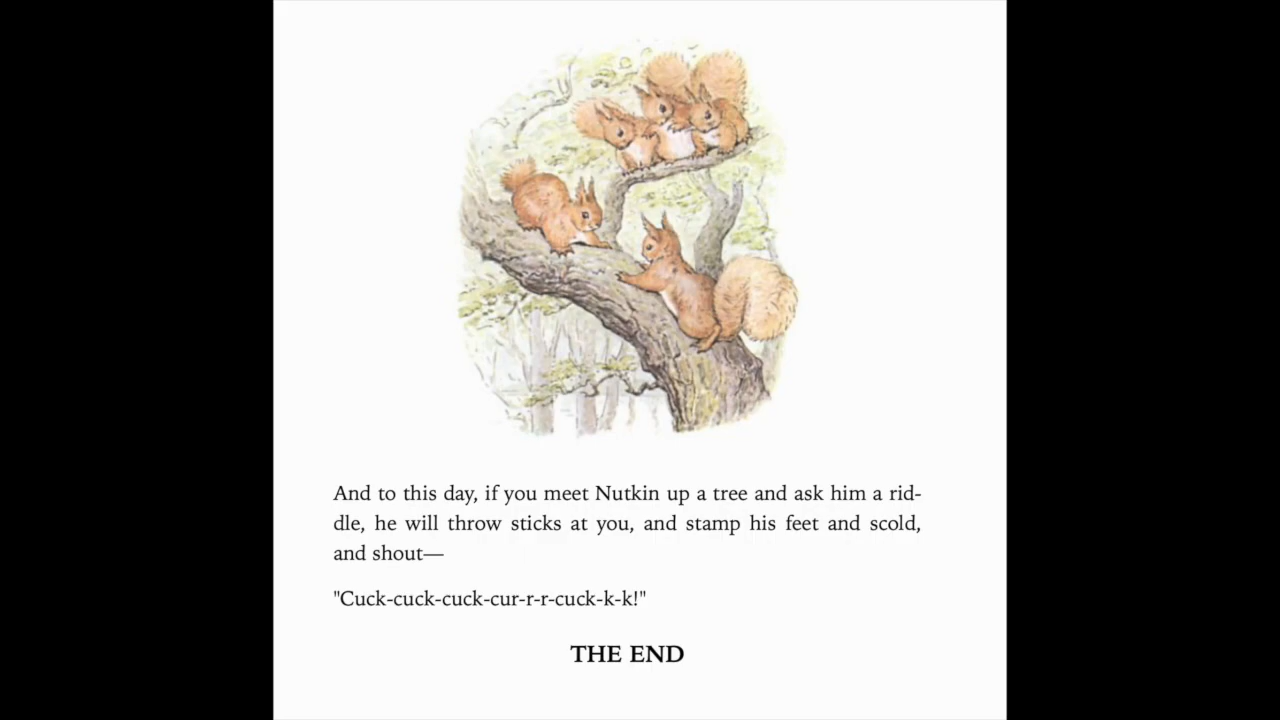 And to this day, if you meet Nutkin up a tree and ask him a rid-
dle, he will throw sticks at you, and stamp his feet and scold,
and shout—
"Cuck-cuck-cuck-cur-r-r-cuck-k-k!"
THE END